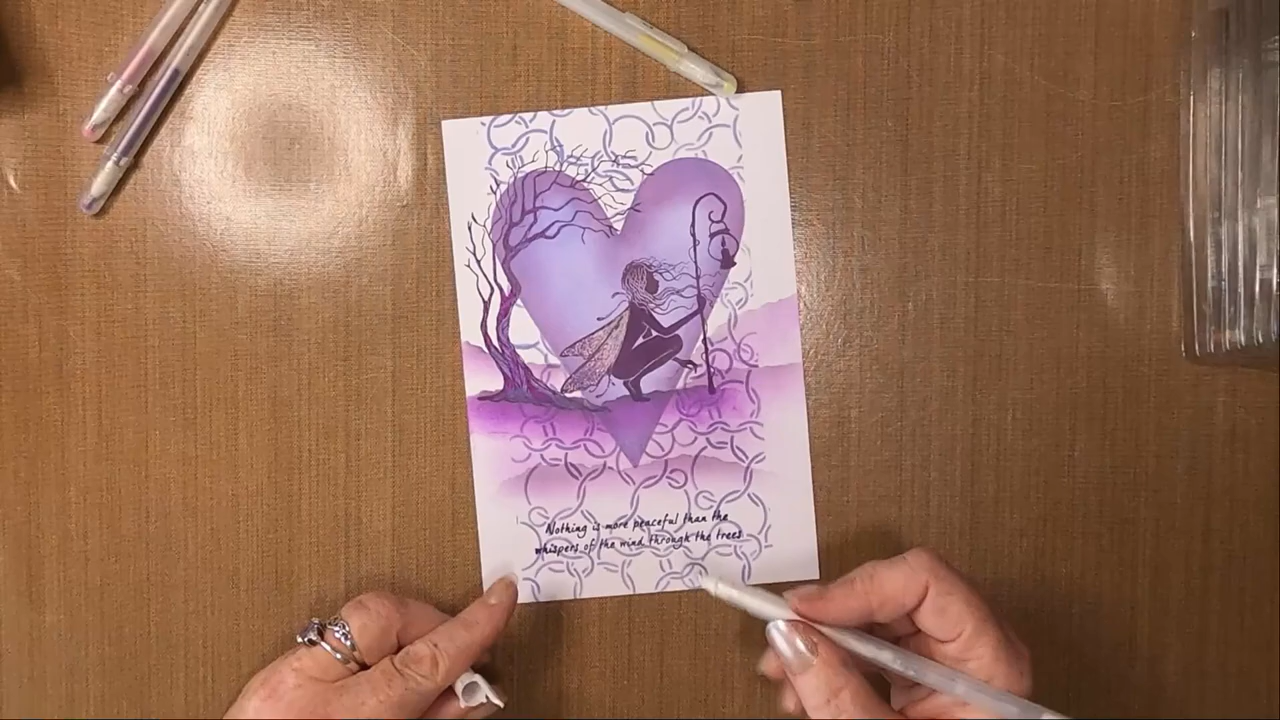 Nothing is more peaceful than the
whispers of the wind through the trees